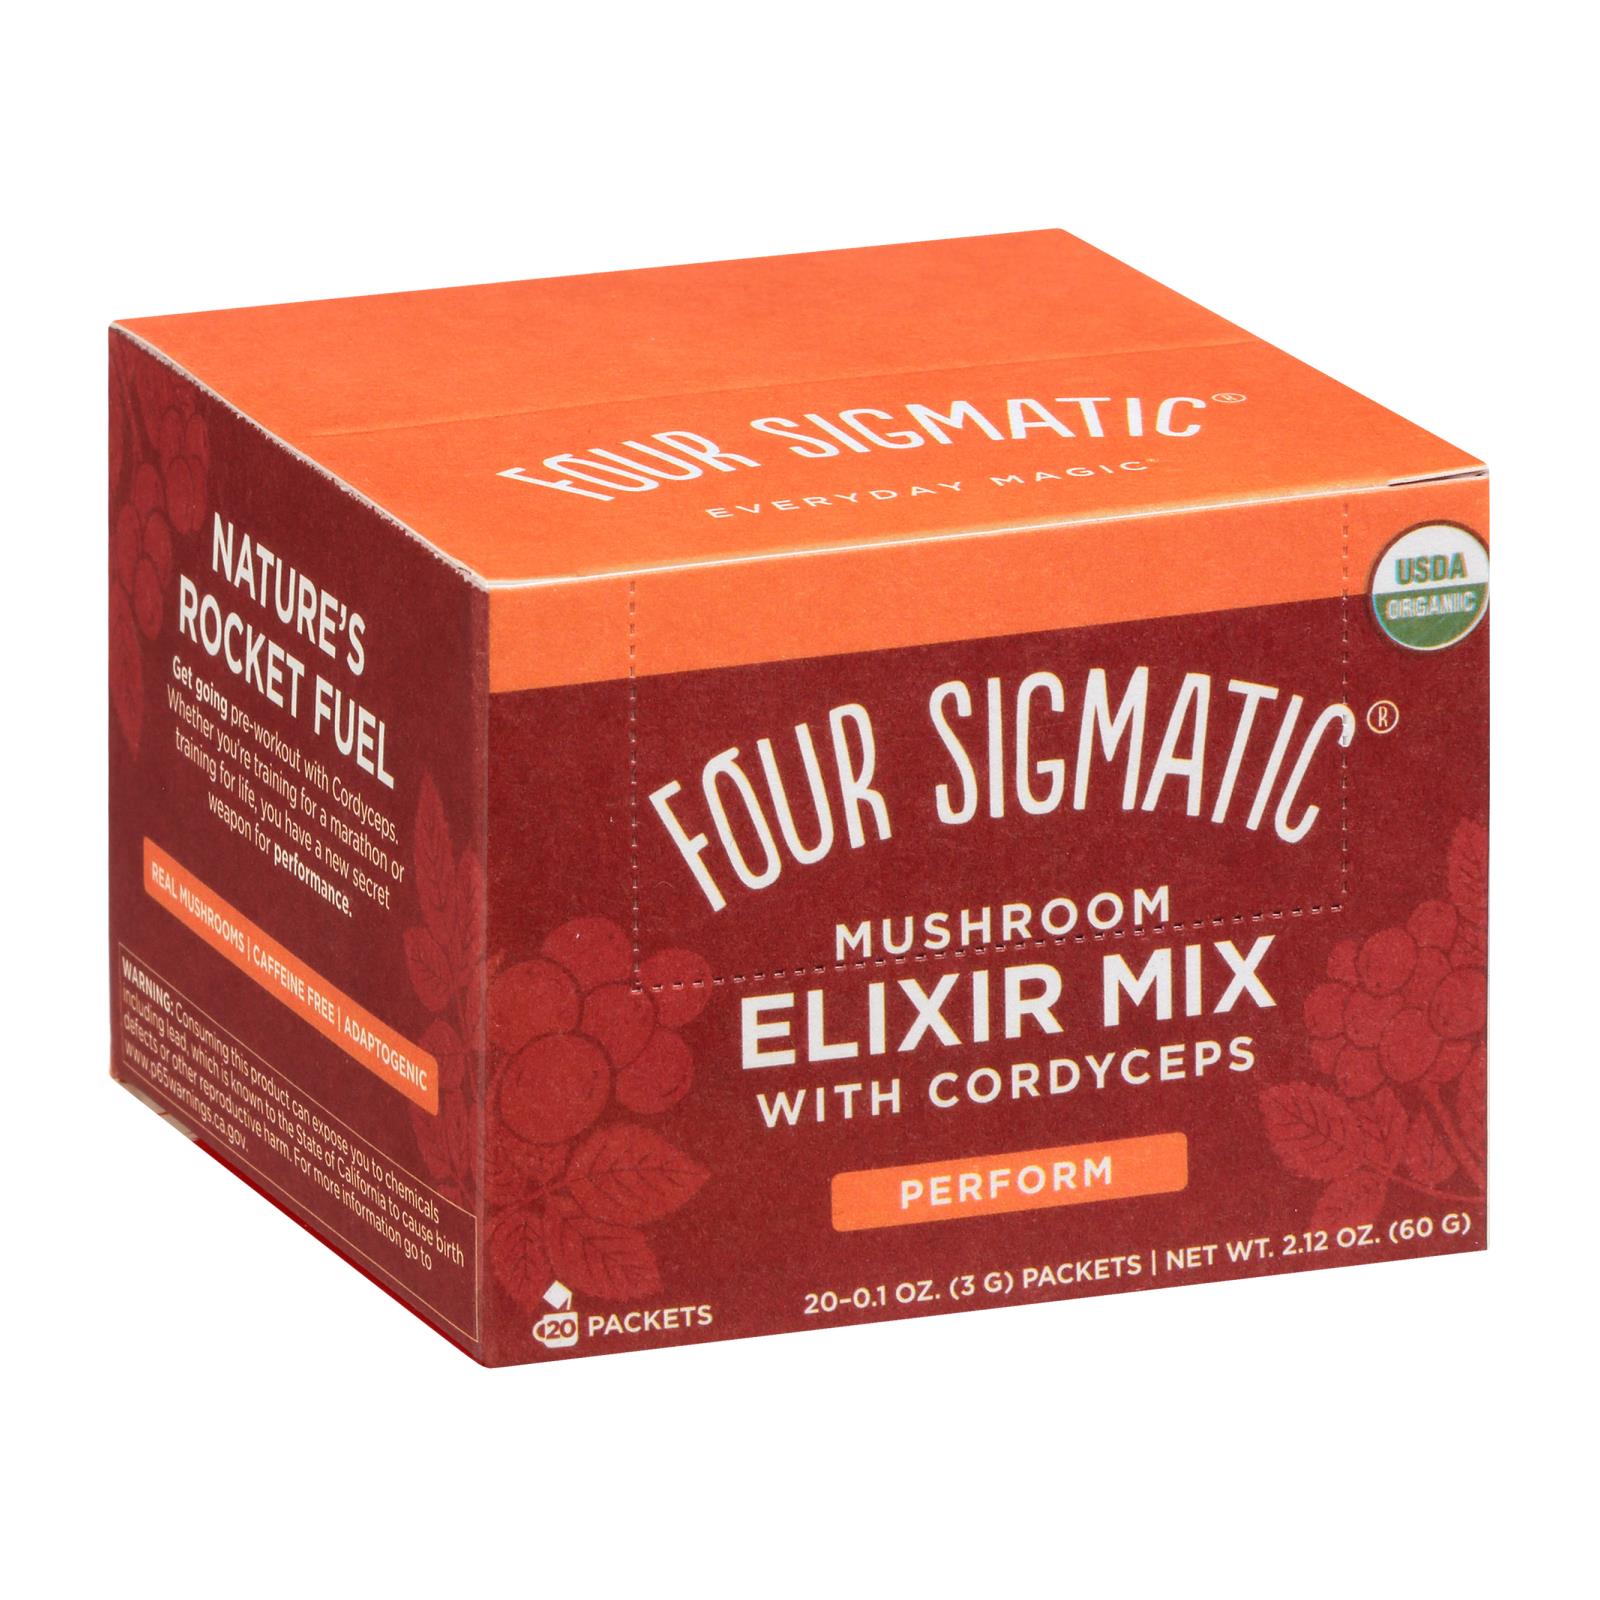 FOUR SIGMATIC®
EVERYDAY MAGIC®
USDA
ORGANIC
FOUR SIGMATIC®
MUSHROOM
ELIXIR MIX
WITH CORDYCEPS
PERFORM
20-0.1 OZ. (3 G) PACKETS | NET WT. 2.12 OZ. (60 G)
20 PACKETS
NATURE'S
ROCKET FUEL
Get going pre-workout with Cordyceps.
Whether you're training for a marathon or
training for life, you have a new secret
weapon for performance.
REAL MUSHROOMS | CAFFEINE FREE | ADAPTOGENIC
WARNING: Consuming this product can expose you to chemicals
including lead, which is known to the State of California to cause birth
defects or other reproductive harm. For more information go to
www.p65warnings.ca.gov.